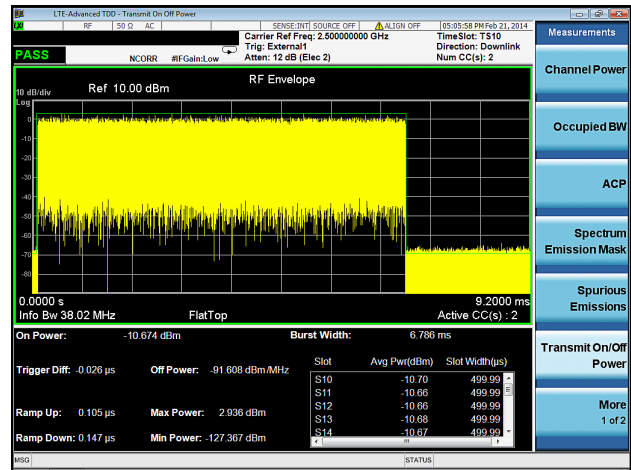 LTE-Advanced TDD - Transmit On Off Power
RF 50 Ω AC SENSE:INT SOURCE OFF ALIGN OFF 05:05:58 PM Feb 21, 2014
Carrier Ref Freq: 2.500000000 GHz TimeSlot: TS10
Trig: External1 Direction: Downlink
PASS NCORR #IFGain:Low Atten: 12 dB (Elec 2) Num CC(s): 2
RF Envelope
10 dB/div Ref 10.00 dBm
Log
0
-10
-20
-30
-40
-50
-60
-70
-80
0.0000 s 9.2000 ms
Info Bw 38.02 MHz FlatTop Active CC(s) : 2
On Power: -10.674 dBm Burst Width: 6.786 ms
Trigger Diff: -0.026 µs Off Power: -91.608 dBm/MHz
Ramp Up: 0.105 µs Max Power: 2.936 dBm
Ramp Down: 0.147 µs Min Power: -127.367 dBm
Slot Avg Pwr(dBm) Slot Width(µs)
S10 -10.70 499.99
S11 -10.66 499.99
S12 -10.66 499.99
S13 -10.68 499.99
S14 -10.67 499.99
MSG STATUS
Measurements
Channel Power
Occupied BW
ACP
Spectrum
Emission Mask
Spurious
Emissions
Transmit On/Off
Power
More
1 of 2